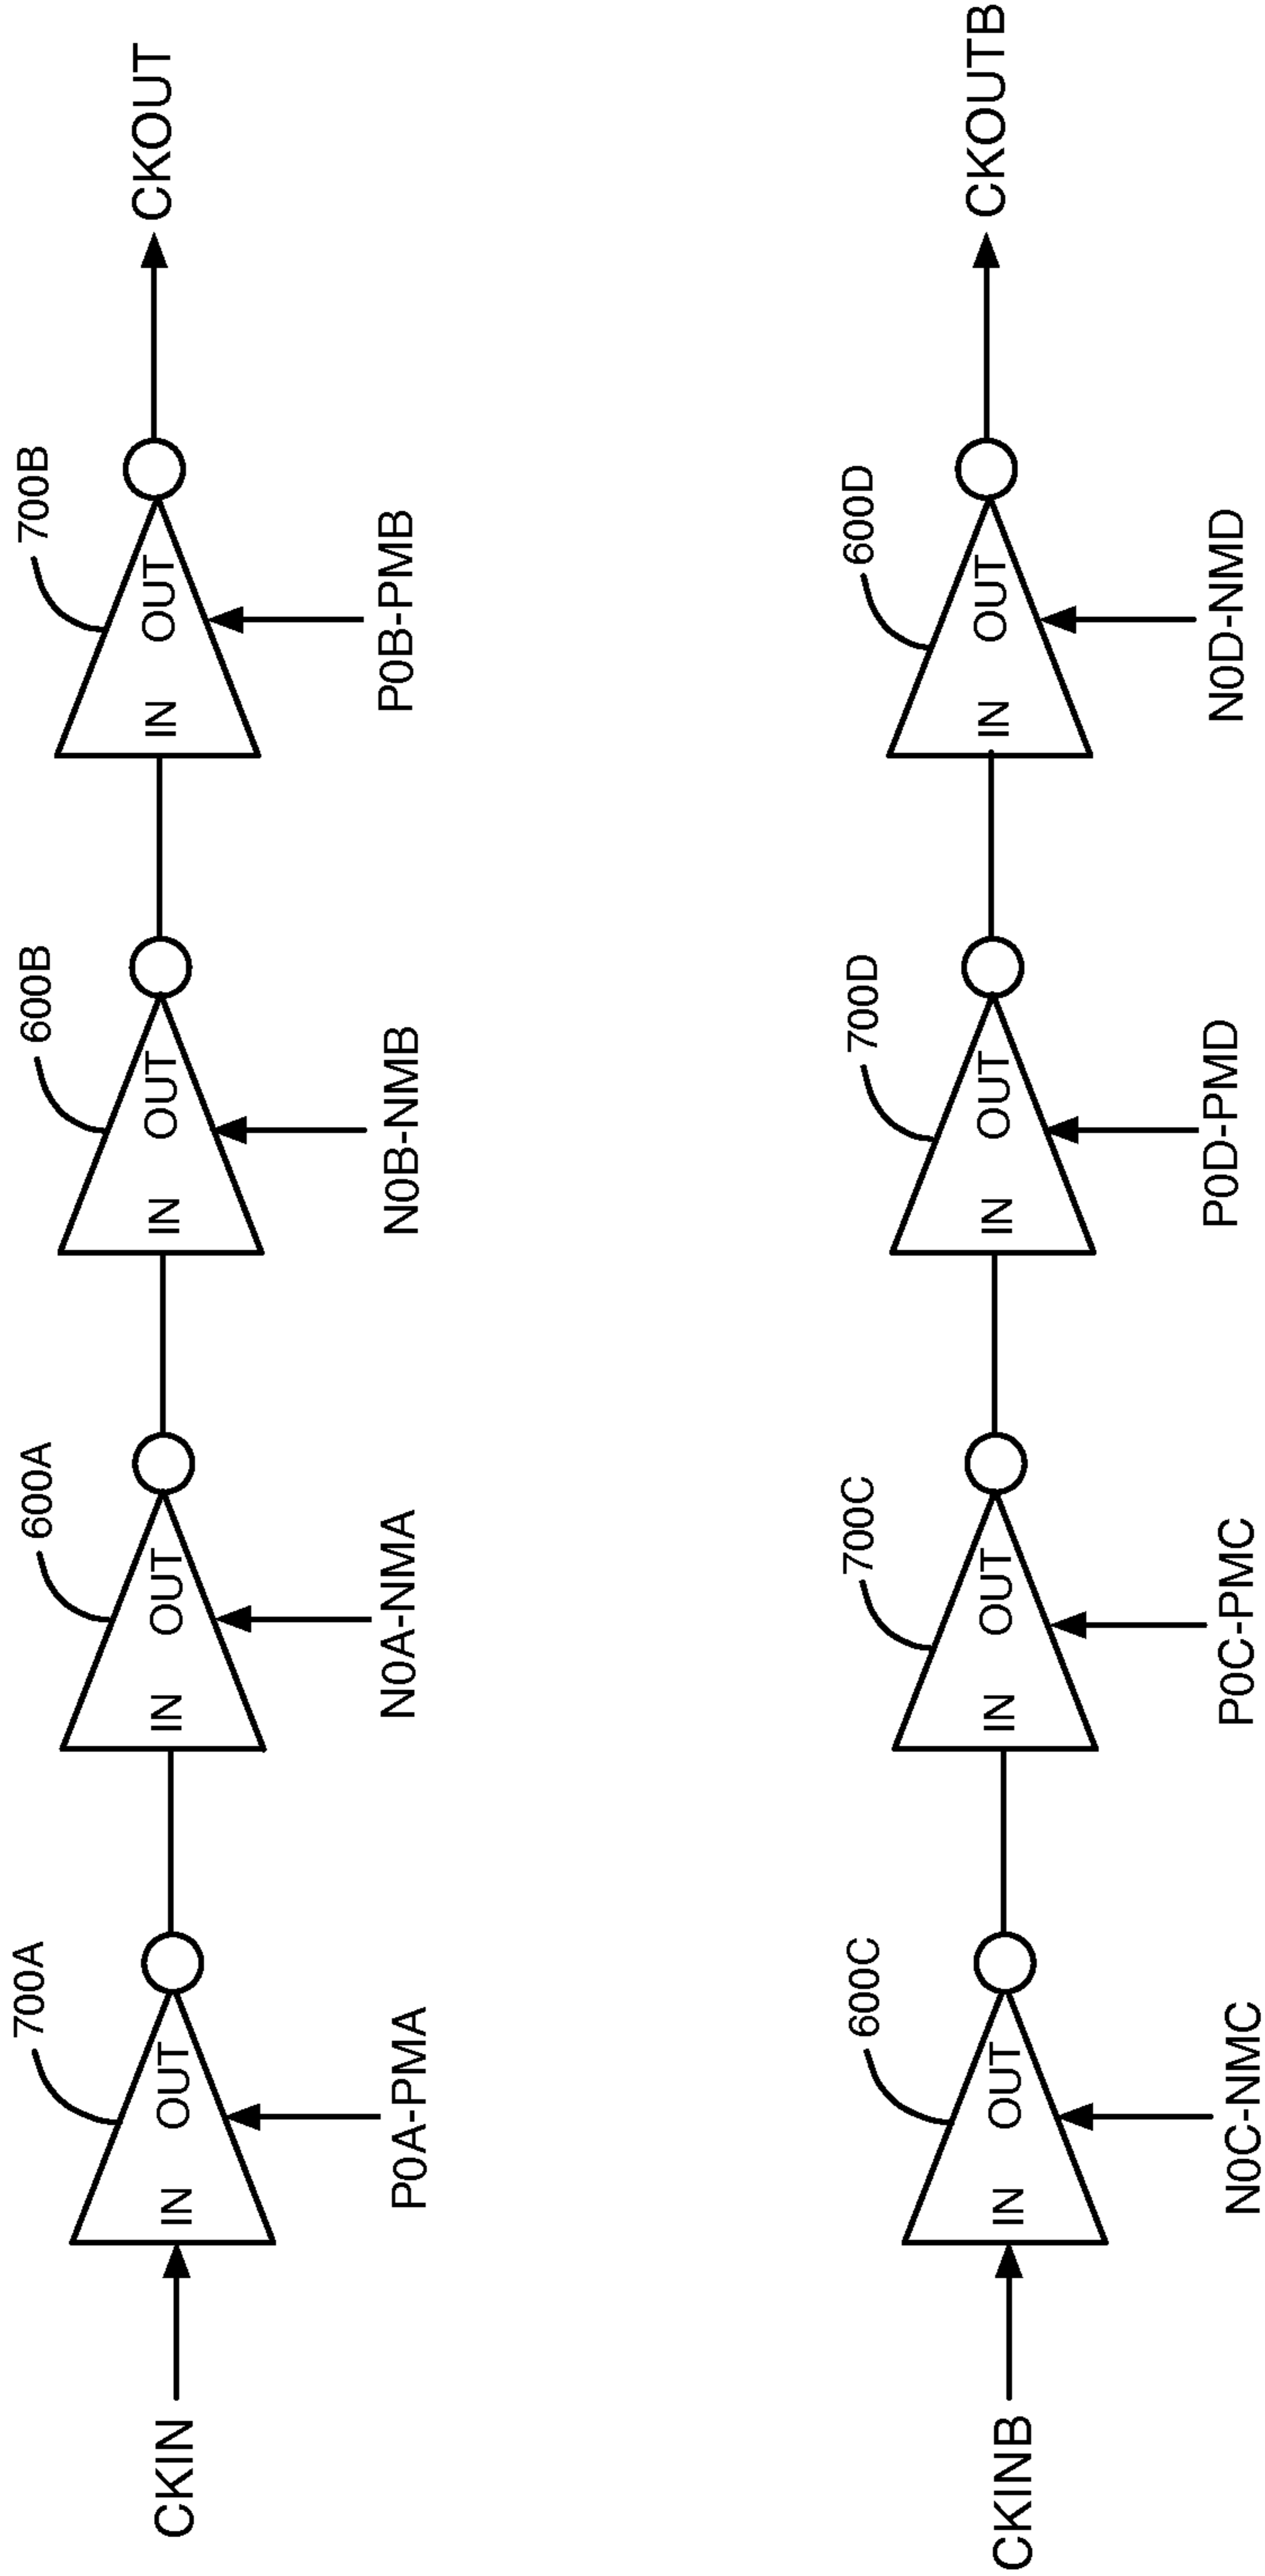 700A
600A
600B
700B
CKIN
IN
OUT
IN
OUT
IN
OUT
IN
OUT
CKOUT
P0A-PMA
N0A-NMA
N0B-NMB
P0B-PMB
600C
700C
700D
600D
CKINB
IN
OUT
IN
OUT
IN
OUT
IN
OUT
CKOUTB
N0C-NMC
P0C-PMC
P0D-PMD
N0D-NMD